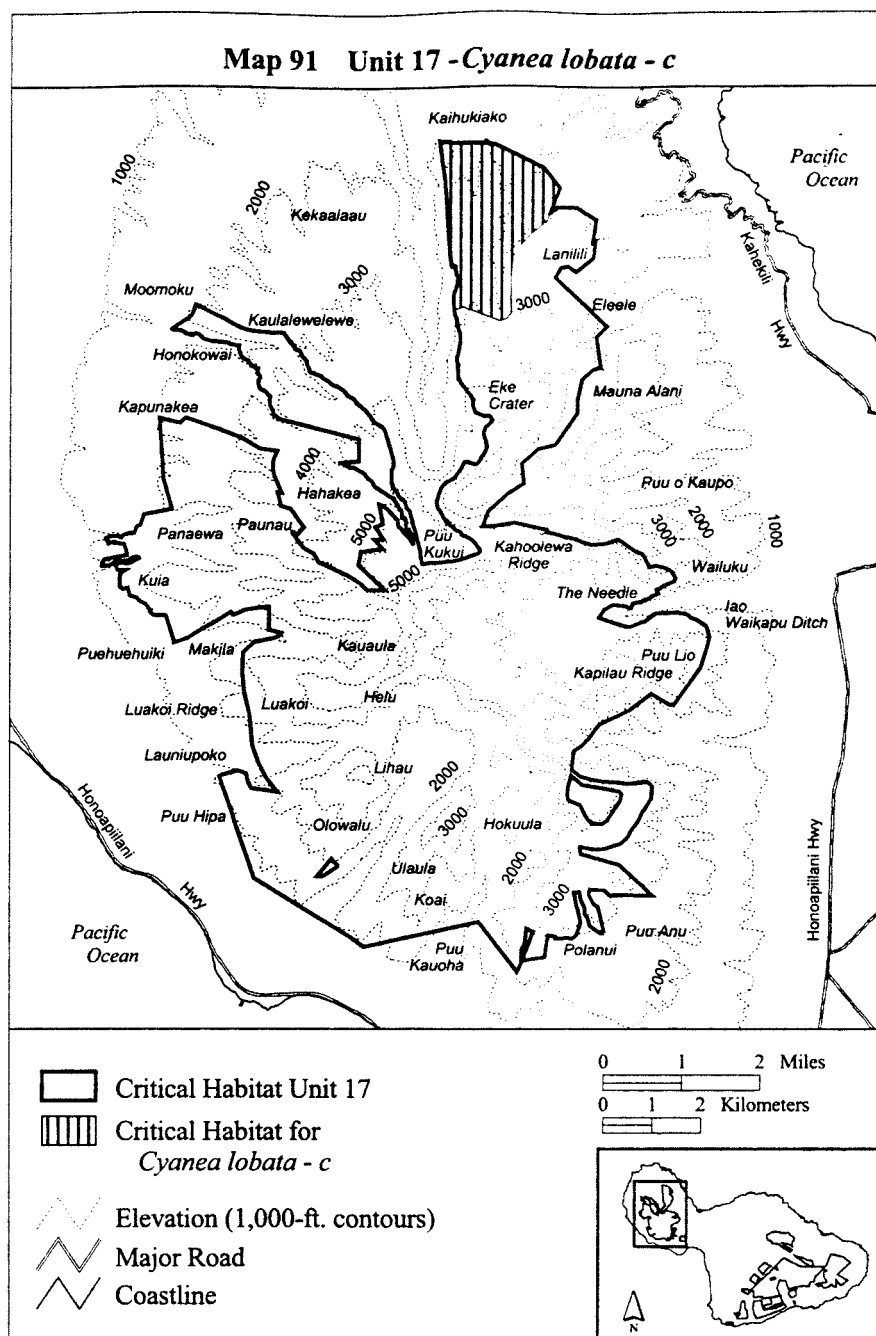 Map 91 Unit 17 - Cyanea lobata - c
Kaihukiako
Pacific
Ocean
1000
2000
Kekaalaau
Kahekili
Hwy
Lanilili
3000
Moomoku
Kaulalewelewe
3000
Eleele
Honokowai
Eke
Crater
Mauna Alani
Kapunakea
4000
Hahakea
Puu o Kaupo
Panaewa
Paunau
5000
Puu
Kukui
Kahoolewa
Ridge
3000
2000
1000
Wailuku
5000
Kuia
The Needle
Iao
Waikapu Ditch
Puehuehuiki
Makila
Kauaula
Puu Lio
Kapilau Ridge
Luakoi Ridge
Luakoi
Helu
Launiupoko
Lihau
2000
Honoapiilani
Hwy
Puu Hipa
Olowalu
3000
Hokuula
Ulaula
2000
Koai
3000
Honoapiilani Hwy
Pacific
Ocean
Puu
Kauoha
Polanui
Puu Anu
2000
Critical Habitat Unit 17
Critical Habitat for
Cyanea lobata - c
Elevation (1,000-ft. contours)
Major Road
Coastline
0 1 2 Miles
0 1 2 Kilometers
N